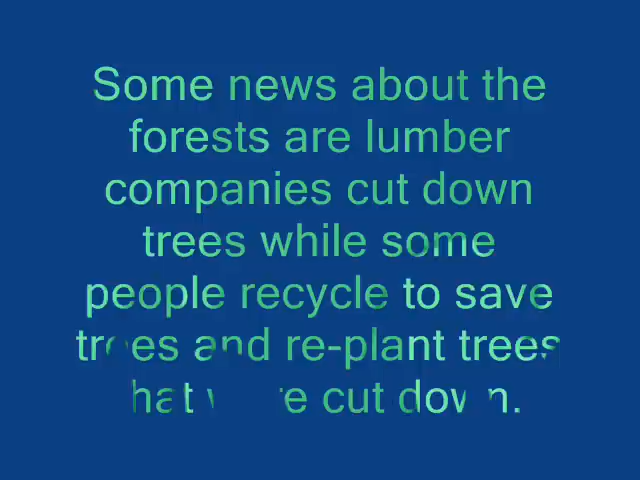 Some news about the
forests are lumber
companies cut down
trees while some
people recycle to save
trees and re-plant trees
that were cut down.